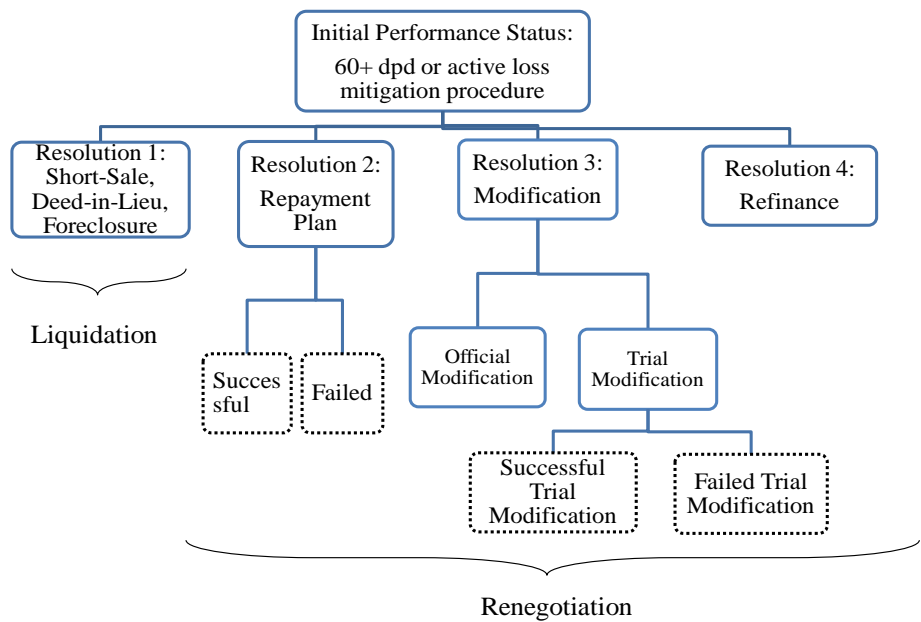 Initial Performance Status:
60+ dpd or active loss
mitigation procedure
Resolution 1:
Short-Sale,
Deed-in-Lieu,
Foreclosure
Resolution 2:
Repayment
Plan
Resolution 3:
Modification
Resolution 4:
Refinance
Liquidation
Succes
sful
Failed
Official
Modification
Trial
Modification
Successful
Trial
Modification
Failed Trial
Modification
Renegotiation